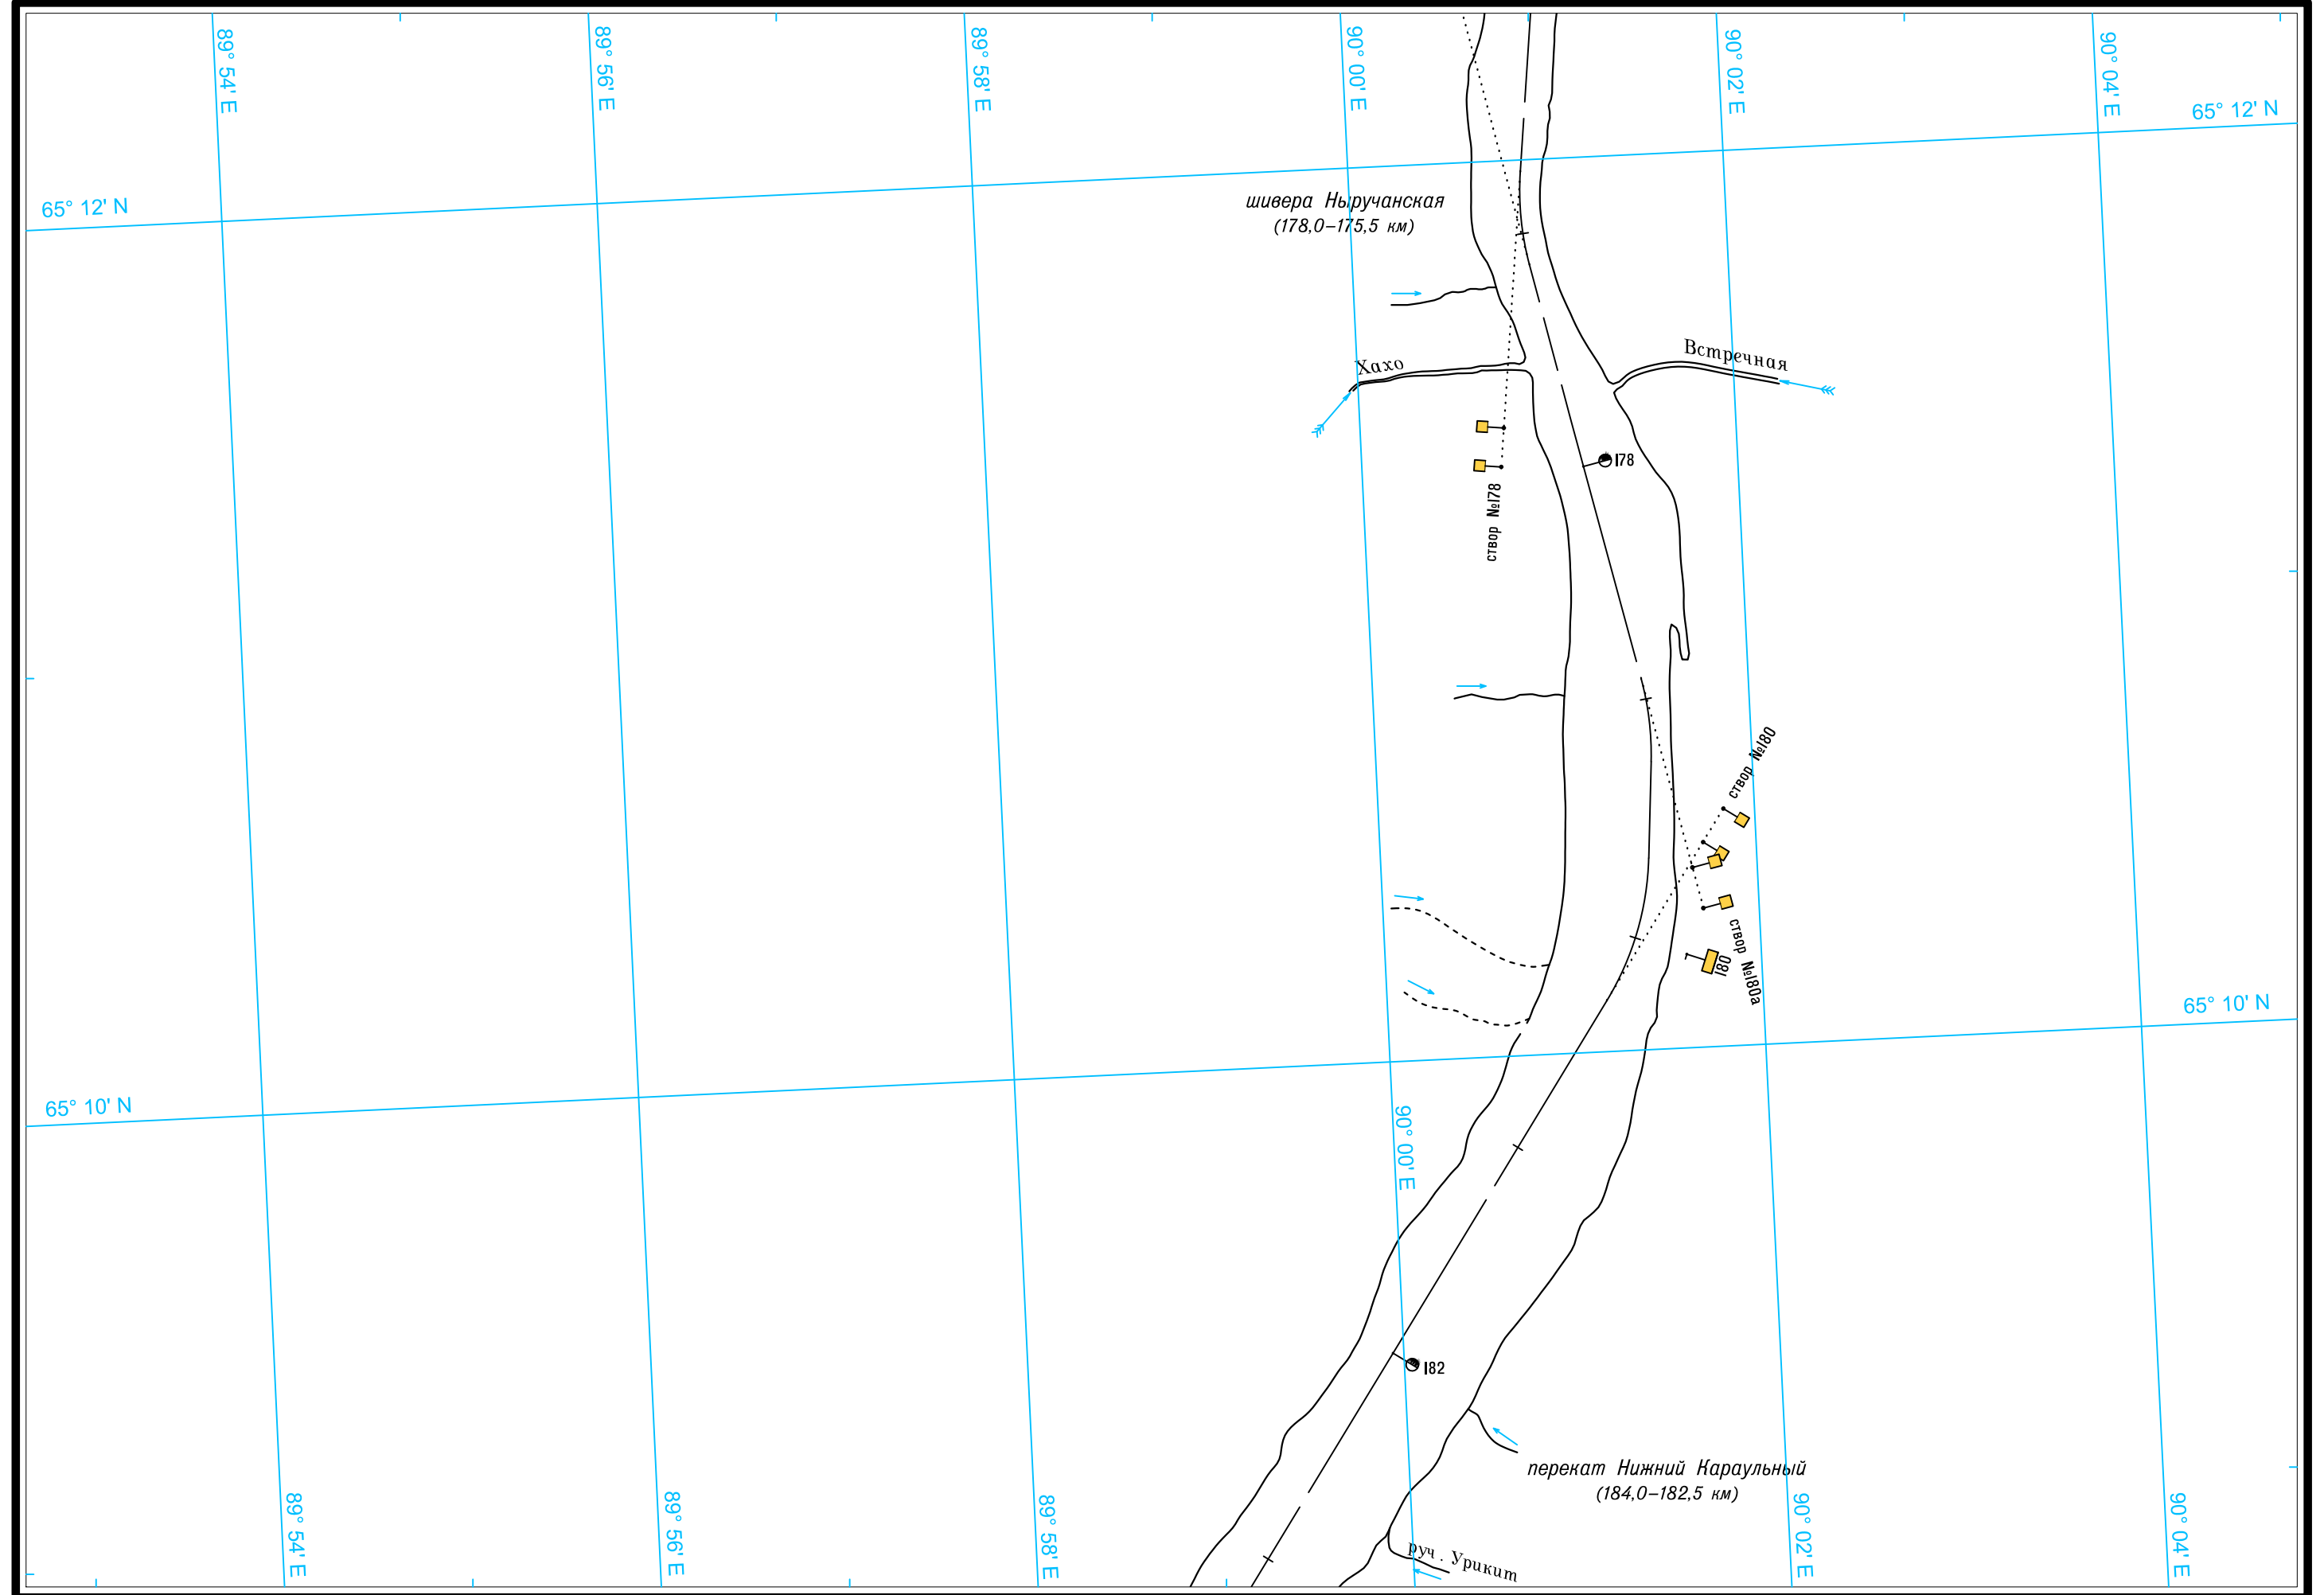 89° 54' E
89° 56' E
89° 58' E
90° 00' E
90° 02' E
90° 04' E
65° 12' N
65° 12' N
шивера Ныручанская
(178,0–175,5 км)
Хахо
Встречная
178
створ №178
створ №180
180
створ №180а
65° 10' N
65° 10' N
90° 00' E
182
перекат Нижний Караульный
(184,0–182,5 км)
руч. Урикит
89° 54' E
89° 56' E
89° 58' E
90° 02' E
90° 04' E